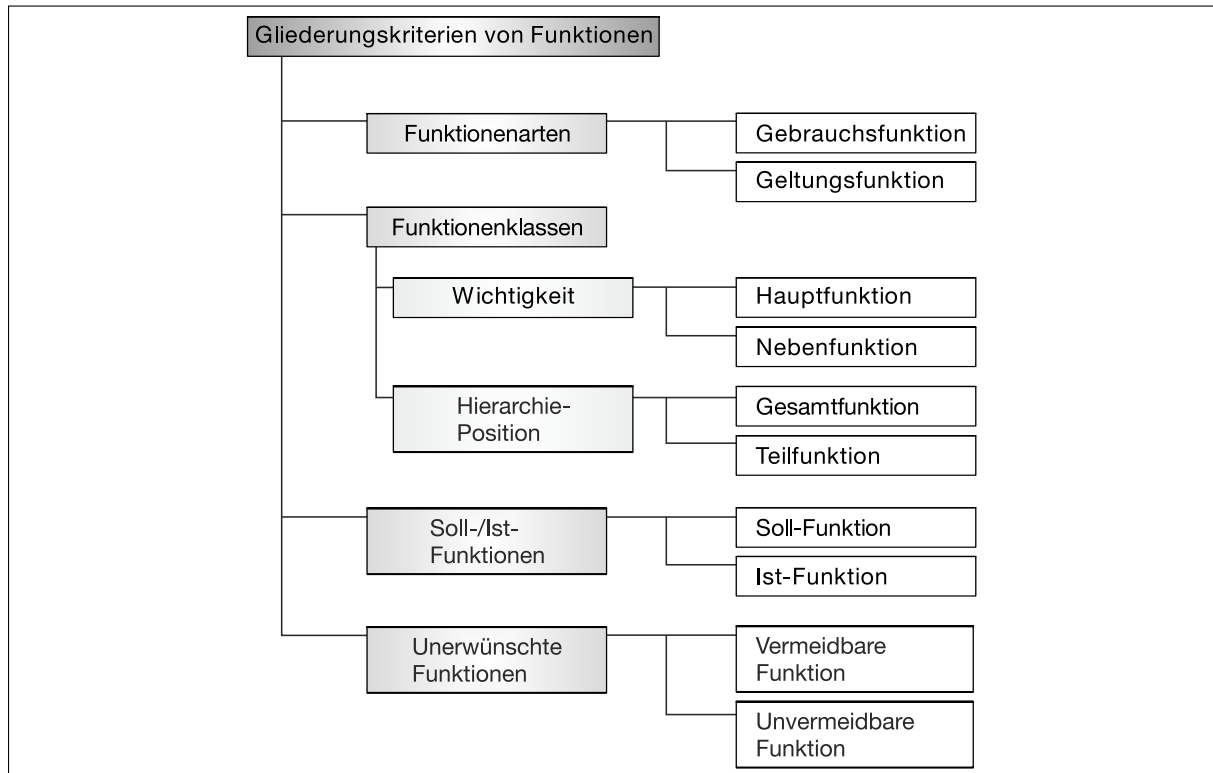 Gliederungskriterien von Funktionen
Funktionenarten
Gebrauchsfunktion
Geltungsfunktion
Funktionenklassen
Wichtigkeit
Hauptfunktion
Nebenfunktion
Hierarchie-
Position
Gesamtfunktion
Teilfunktion
Soll-/Ist-
Funktionen
Soll-Funktion
Ist-Funktion
Unerwünschte
Funktionen
Vermeidbare
Funktion
Unvermeidbare
Funktion